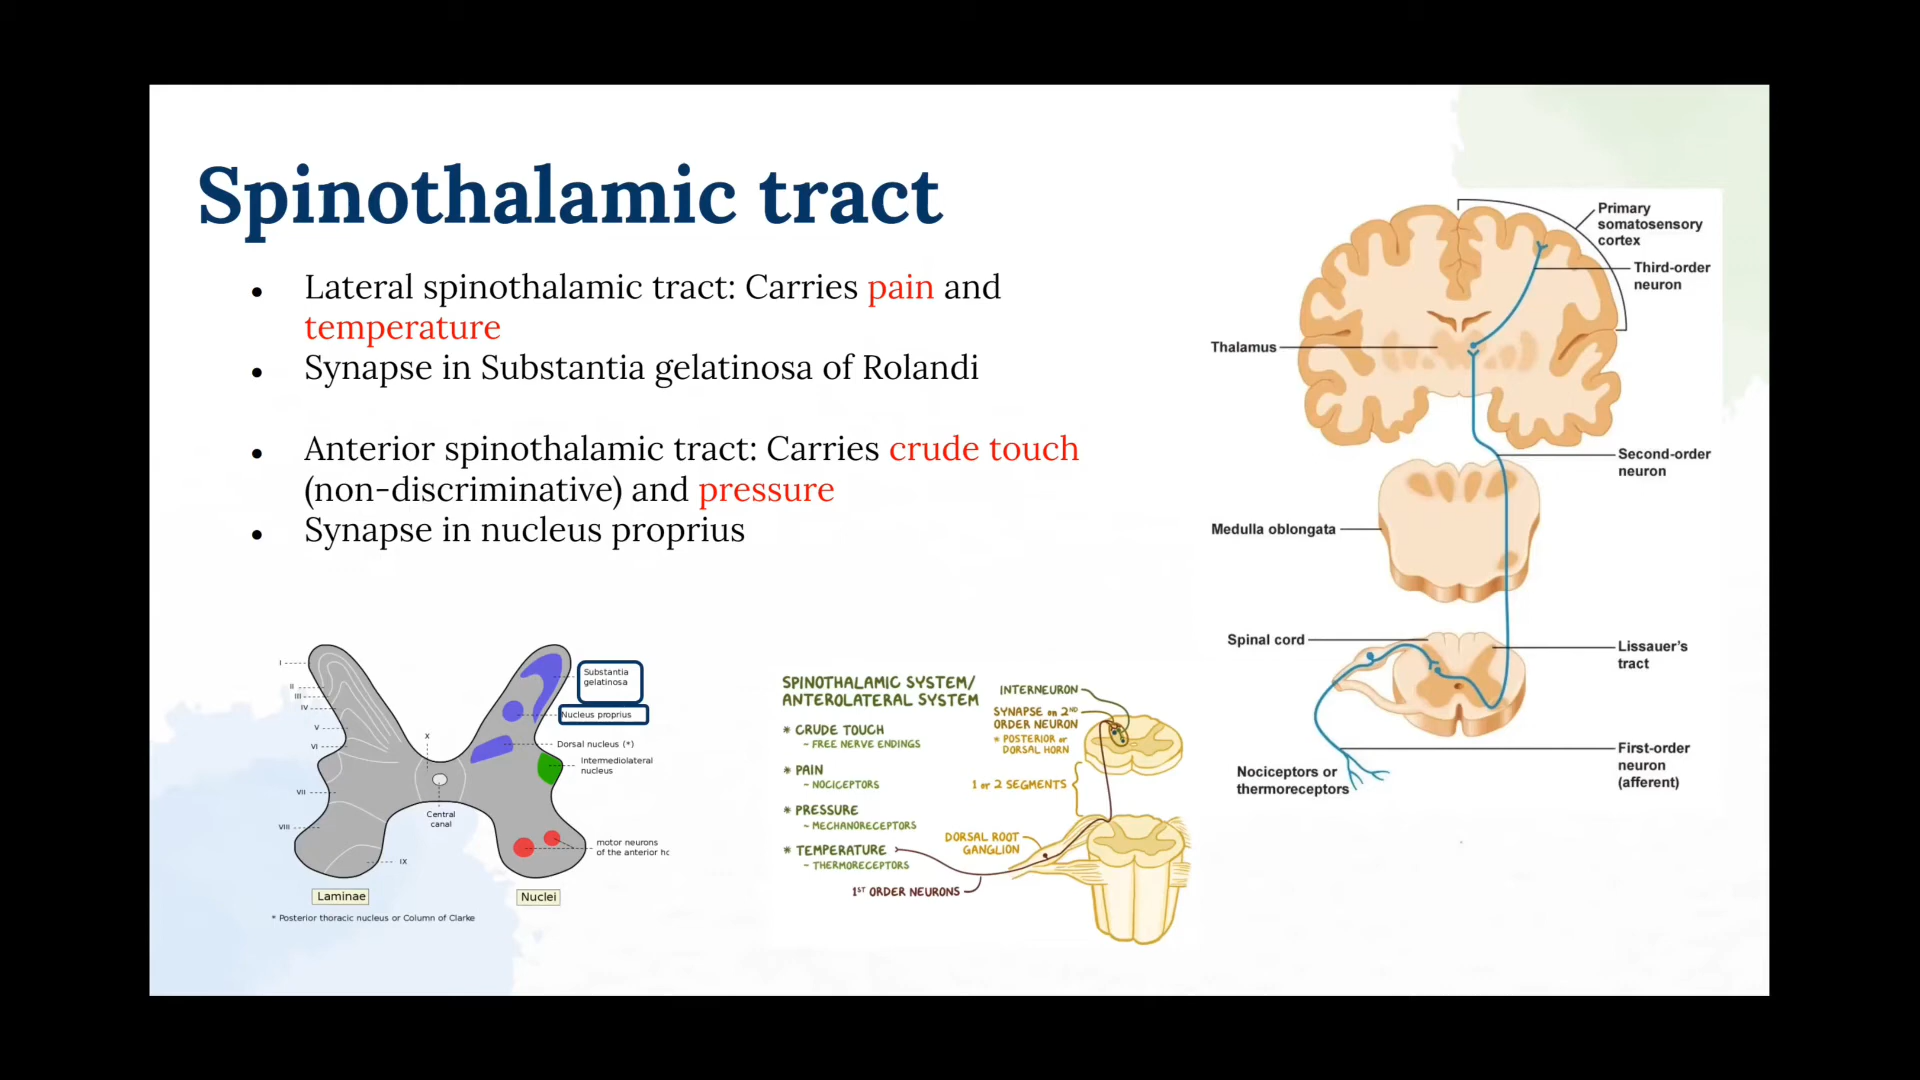 Spinothalamic tract
• Lateral spinothalamic tract: Carries pain and
temperature
• Synapse in Substantia gelatinosa of Rolandi
• Anterior spinothalamic tract: Carries crude touch
(non-discriminative) and pressure
• Synapse in nucleus proprius
I
II
III
IV
V
VI
VII
VIII
IX
X
Central
canal
Substantia
gelatinosa
Nucleus proprius
Dorsal nucleus (*)
Intermediolateral
nucleus
motor neurons
of the anterior hc
Laminae
Nuclei
* Posterior thoracic nucleus or Column of Clarke
SPINOTHALAMIC SYSTEM/
ANTEROLATERAL SYSTEM
* CRUDE TOUCH
- FREE NERVE ENDINGS
* PAIN
- NOCICEPTORS
* PRESSURE
- MECHANORECEPTORS
* TEMPERATURE
- THERMORECEPTORS
1ST ORDER NEURONS
INTERNEURON
SYNAPSE on 2ND
ORDER NEURON
* POSTERIOR or
DORSAL HORN
1 or 2 SEGMENTS
DORSAL ROOT
GANGLION
Primary
somatosensory
cortex
Third-order
neuron
Thalamus
Second-order
neuron
Medulla oblongata
Spinal cord
Lissauer's
tract
First-order
neuron
(afferent)
Nociceptors or
thermoreceptors